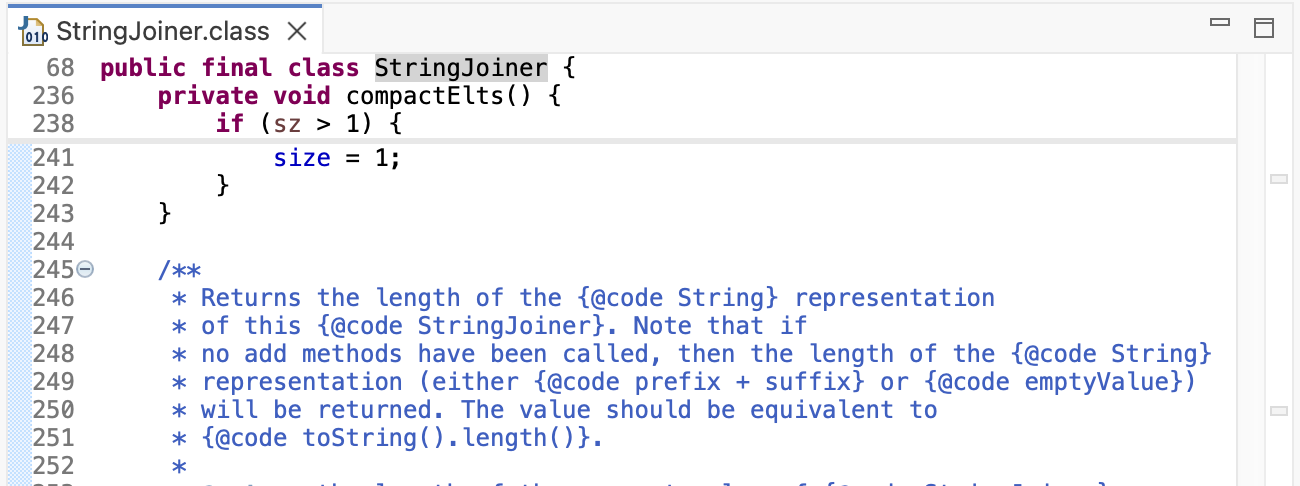 StringJoiner.class
68 public final class StringJoiner {
236 private void compactElts() {
238 if (sz > 1) {
241 size = 1;
242 }
243 }
244
245 /**
246 * Returns the length of the {@code String} representation
247 * of this {@code StringJoiner}. Note that if
248 * no add methods have been called, then the length of the {@code String}
249 * representation (either {@code prefix + suffix} or {@code emptyValue})
250 * will be returned. The value should be equivalent to
251 * {@code toString().length()}.
252 *